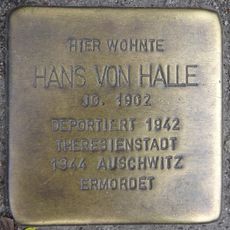 HIER WOHNTE
HANS VON HALLE
JG. 1902
DEPORTIERT 1942
THERESIENSTADT
1944 AUSCHWITZ
ERMORDET